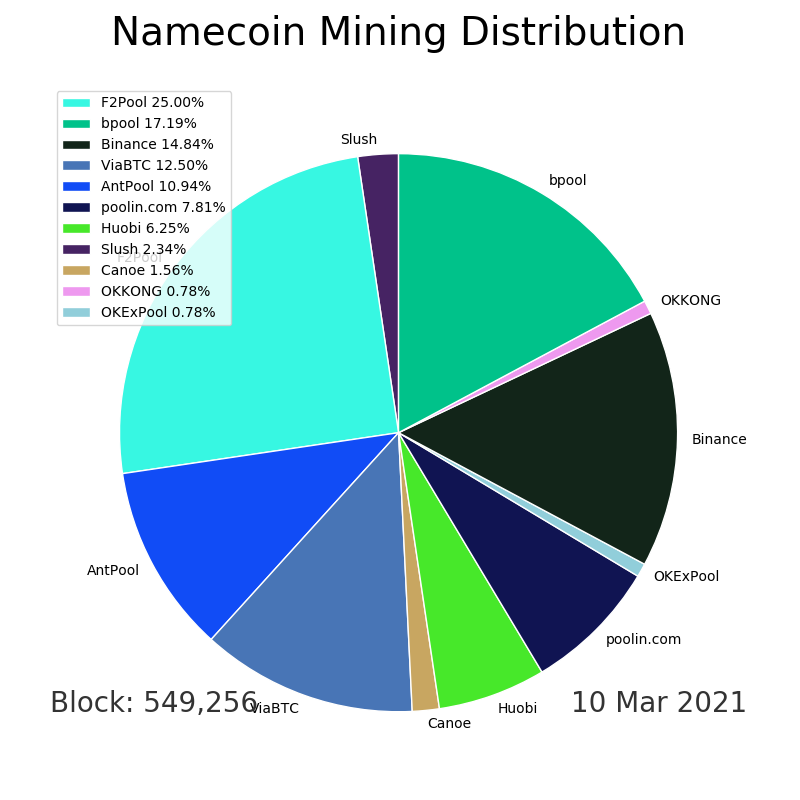 Namecoin Mining Distribution
F2Pool 25.00%
bpool 17.19%
Binance 14.84%
ViaBTC 12.50%
AntPool 10.94%
poolin.com 7.81%
Huobi 6.25%
Slush 2.34%
Canoe 1.56%
OKKONG 0.78%
OKExPool 0.78%
Slush
bpool
F2Pool
OKKONG
Binance
AntPool
OKExPool
poolin.com
ViaBTC
Huobi
Canoe
Block: 549,256
10 Mar 2021